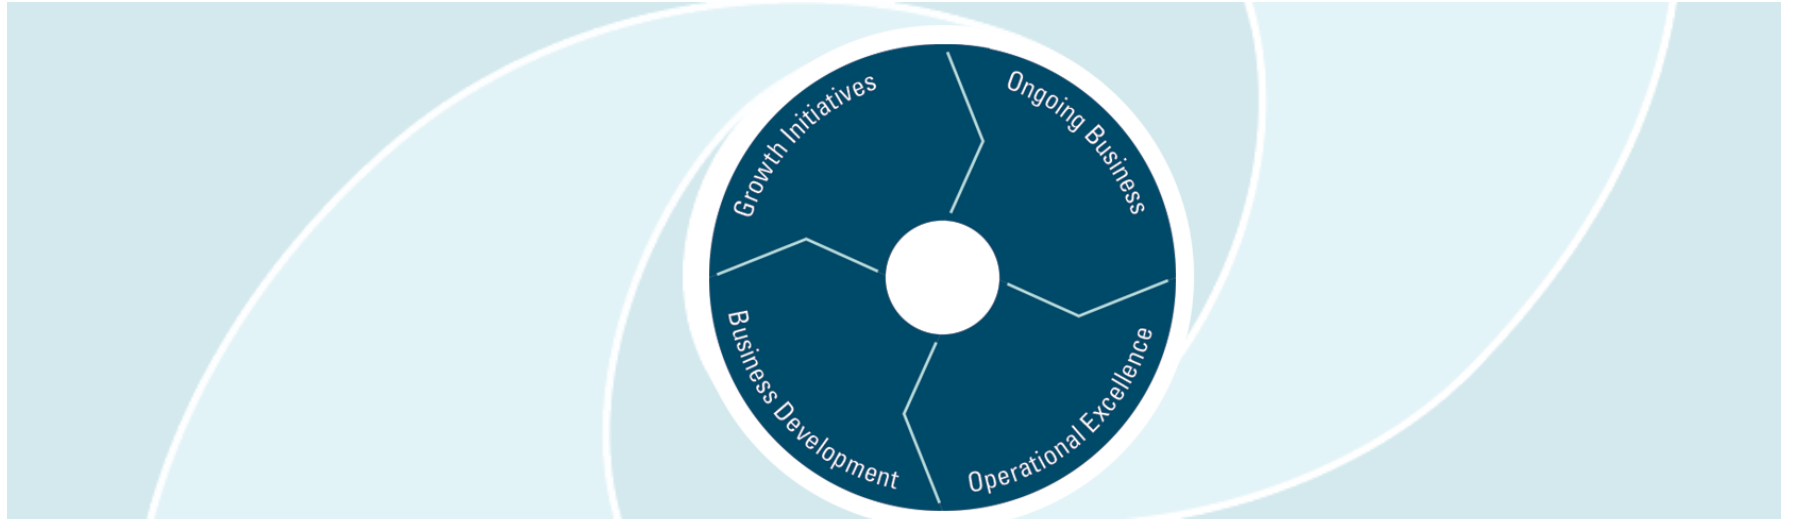 Growth Initiatives
Ongoing Business
Business Development
Operational Excellence